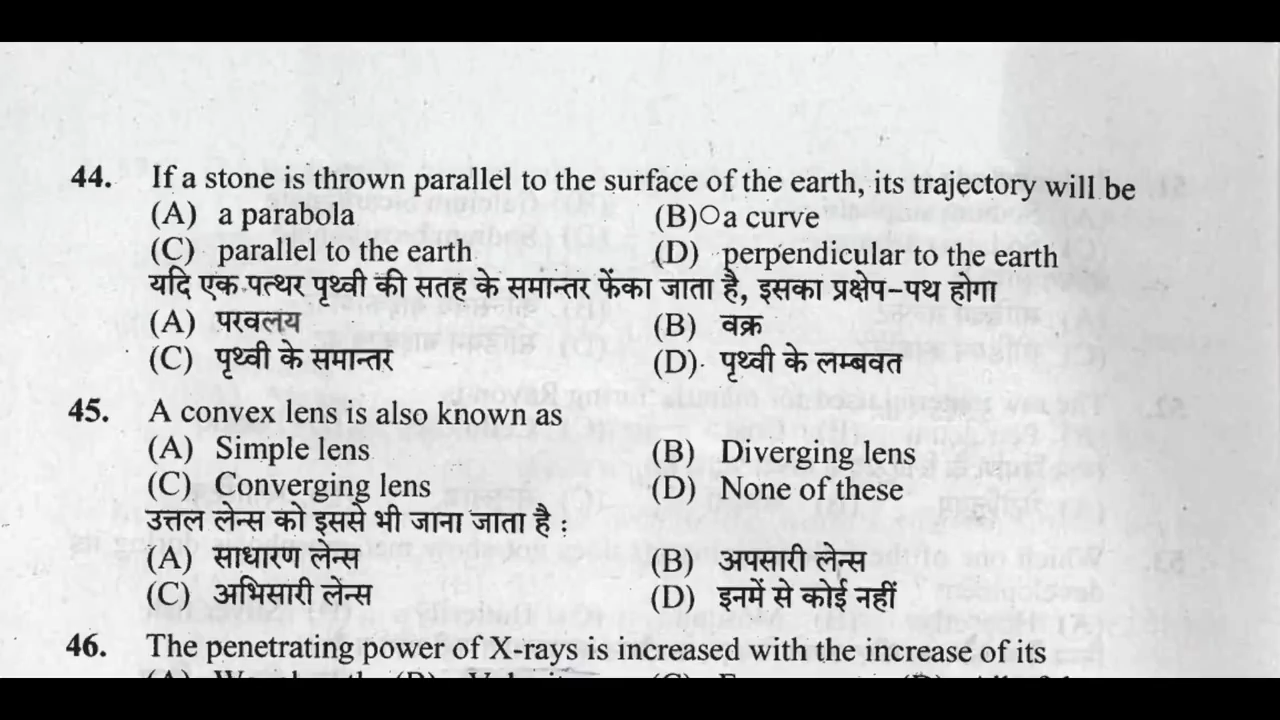 44. If a stone is thrown parallel to the surface of the earth, its trajectory will be
(A) a parabola (B) a curve
(C) parallel to the earth (D) perpendicular to the earth
यदि एक पत्थर पृथ्वी की सतह के समान्तर फेंका जाता है, इसका प्रक्षेप-पथ होगा
(A) परवलय (B) वक्र
(C) पृथ्वी के समान्तर (D) पृथ्वी के लम्बवत
45. A convex lens is also known as
(A) Simple lens (B) Diverging lens
(C) Converging lens (D) None of these
उत्तल लेन्स को इससे भी जाना जाता है :
(A) साधारण लेन्स (B) अपसारी लेन्स
(C) अभिसारी लेन्स (D) इनमें से कोई नहीं
46. The penetrating power of X-rays is increased with the increase of its